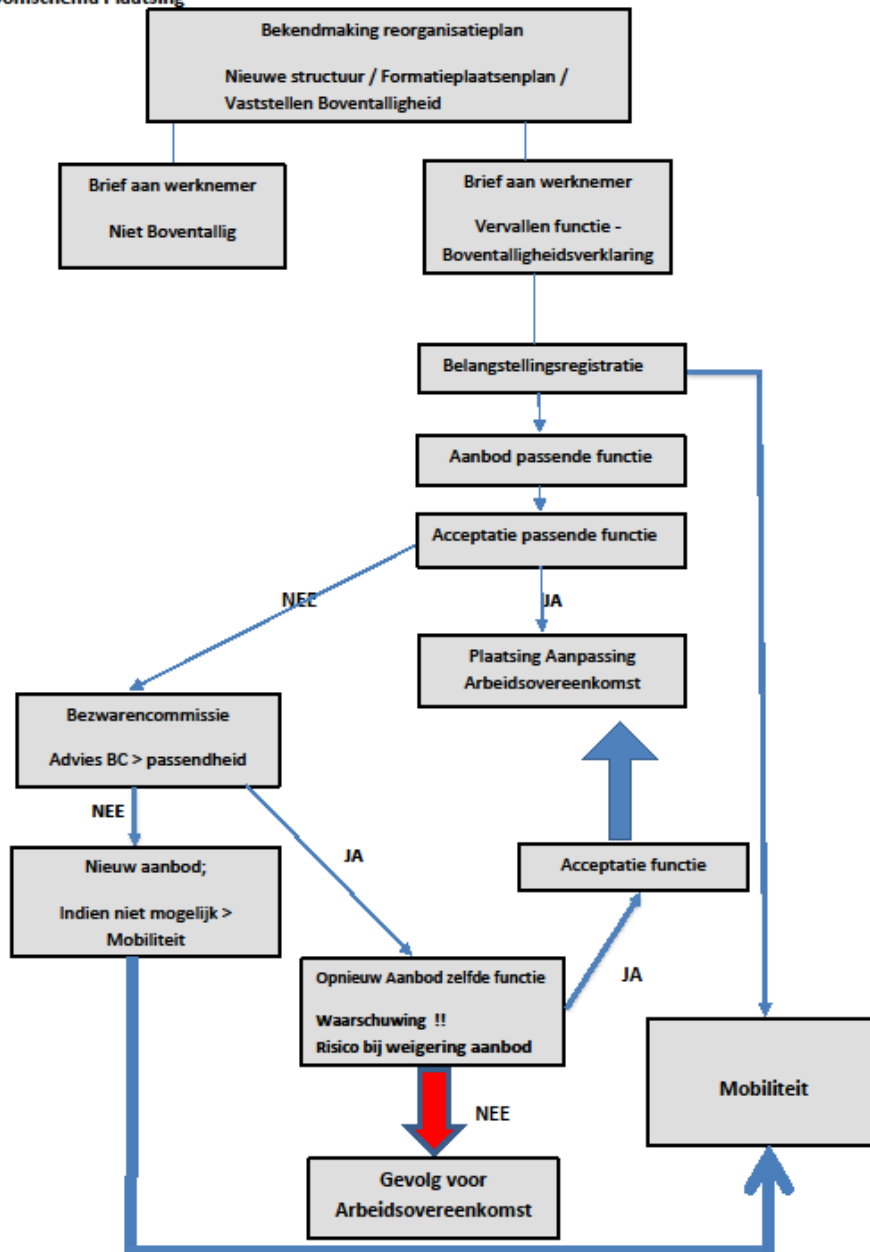 Plaatsing
Bekendmaking reorganisatieplan
Nieuwe structuur / Formatieplaatsenplan /
Vaststellen Boventalligheid
Brief aan werknemer
Niet Boventallig
Brief aan werknemer
Vervallen functie -
Boventalligheidsverklaring
Belangstellingsregistratie
Aanbod passende functie
Acceptatie passende functie
NEE
JA
Plaatsing Aanpassing
Arbeidsovereenkomst
Bezwarencommissie
Advies BC > passendheid
NEE
JA
Nieuw aanbod;
Indien niet mogelijk >
Mobiliteit
Acceptatie functie
Opnieuw Aanbod zelfde functie
Waarschuwing !!
Risico bij weigering aanbod
JA
Mobiliteit
NEE
Gevolg voor
Arbeidsovereenkomst